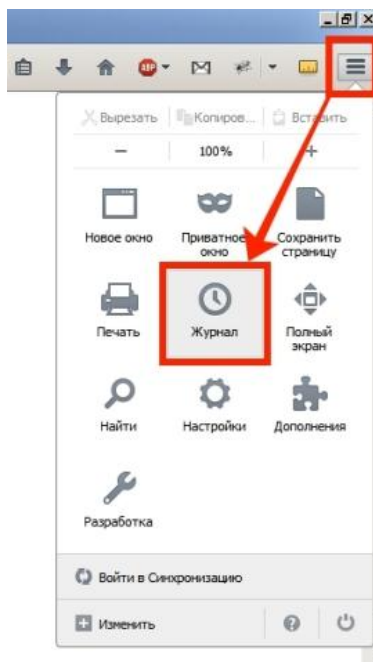 ABP
Вырезать Копиров... Вставить
– 100% +
Новое окно Приватное окно Сохранить страницу
Печать Журнал Полный экран
Найти Настройки Дополнения
Разработка
Войти в Синхронизацию
Изменить ?